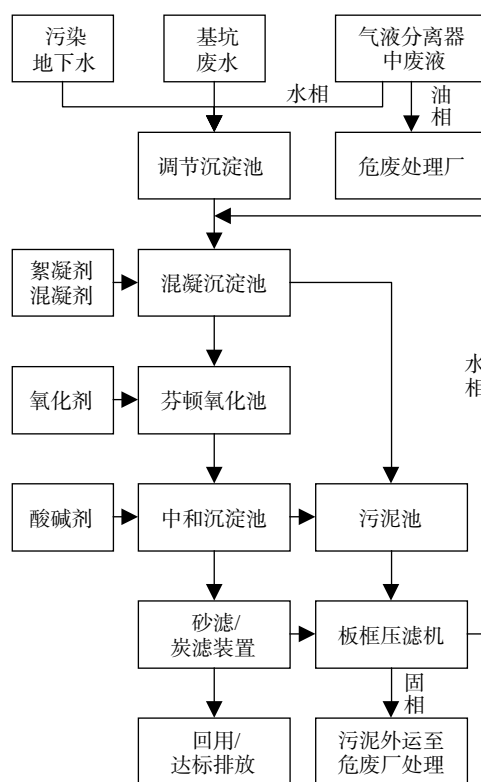 污染
地下水
基坑
废水
气液分离器
中废液
水相
油
相
调节沉淀池
危废处理厂
絮凝剂
混凝剂
混凝沉淀池
水
相
氧化剂
芬顿氧化池
酸碱剂
中和沉淀池
污泥池
砂滤/
炭滤装置
板框压滤机
固
相
回用/
达标排放
污泥外运至
危废厂处理